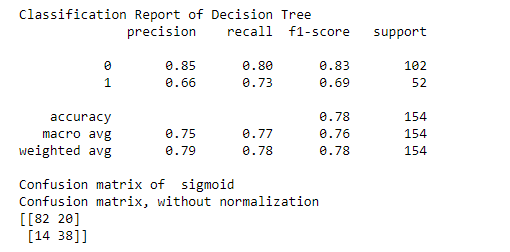 Classification Report of Decision Tree
precision recall f1-score support
0 0.85 0.80 0.83 102
1 0.66 0.73 0.69 52
accuracy 0.78 154
macro avg 0.75 0.77 0.76 154
weighted avg 0.79 0.78 0.78 154
Confusion matrix of sigmoid
Confusion matrix, without normalization
[[82 20]
[14 38]]